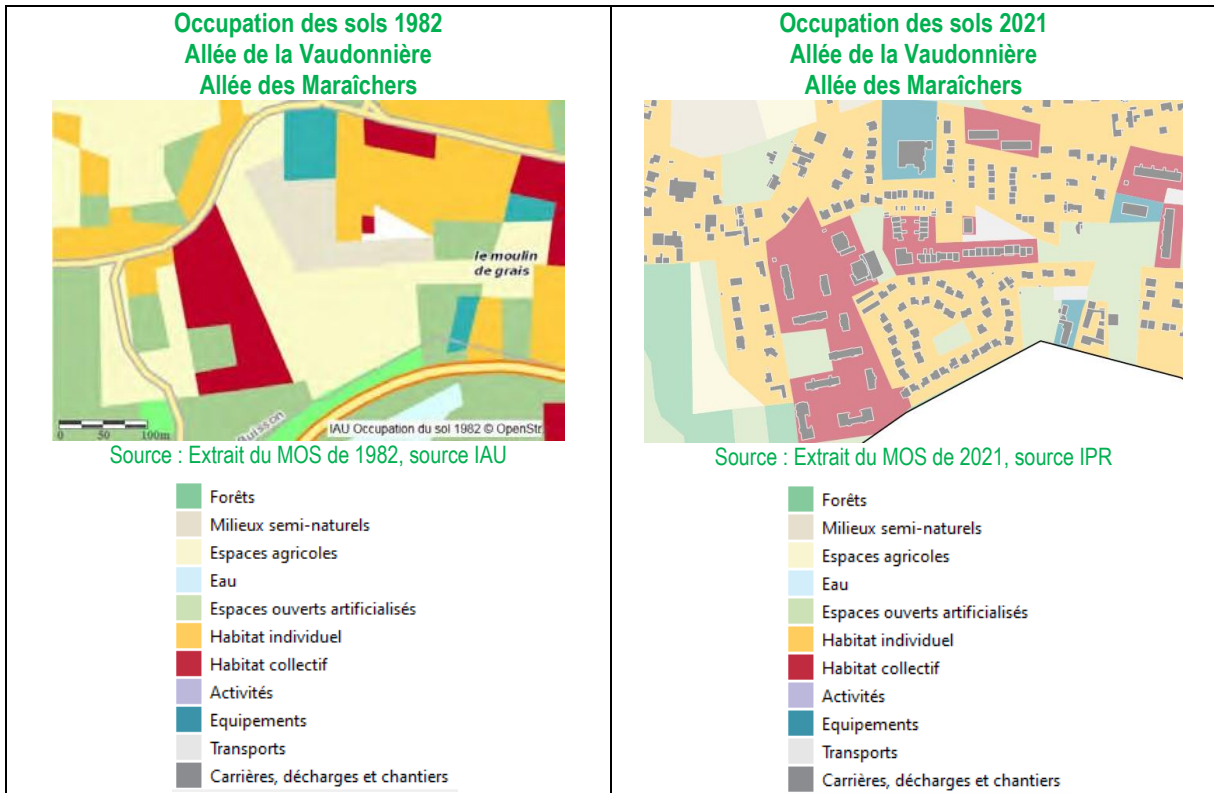 Occupation des sols 1982
Allée de la Vaudonnière
Allée des Maraîchers
le moulin
de grais
Buisson
0 50 100m
IAU Occupation du sol 1982 © OpenStr
Source : Extrait du MOS de 1982, source IAU
Forêts
Milieux semi-naturels
Espaces agricoles
Eau
Espaces ouverts artificialisés
Habitat individuel
Habitat collectif
Activités
Equipements
Transports
Carrières, décharges et chantiers
Occupation des sols 2021
Allée de la Vaudonnière
Allée des Maraîchers
Source : Extrait du MOS de 2021, source IPR
Forêts
Milieux semi-naturels
Espaces agricoles
Eau
Espaces ouverts artificialisés
Habitat individuel
Habitat collectif
Activités
Equipements
Transports
Carrières, décharges et chantiers